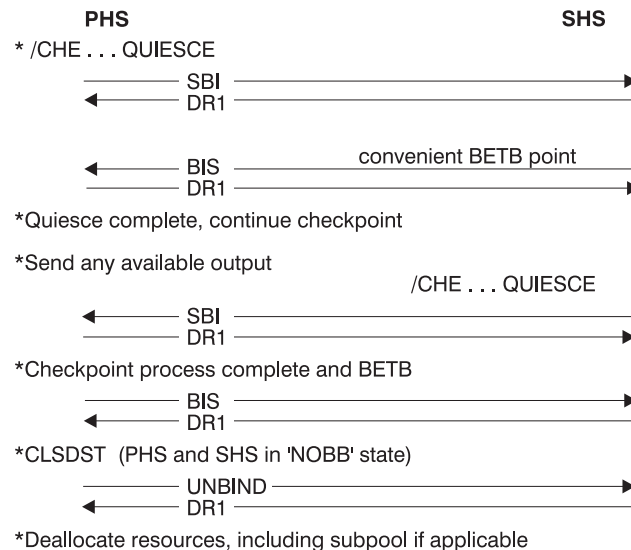 PHS SHS
* /CHE . . . QUIESCE
SBI
DR1
convenient BETB point
BIS
DR1
*Quiesce complete, continue checkpoint
*Send any available output
/CHE . . . QUIESCE
SBI
DR1
*Checkpoint process complete and BETB
BIS
DR1
*CLSDST (PHS and SHS in 'NOBB' state)
UNBIND
DR1
*Deallocate resources, including subpool if applicable